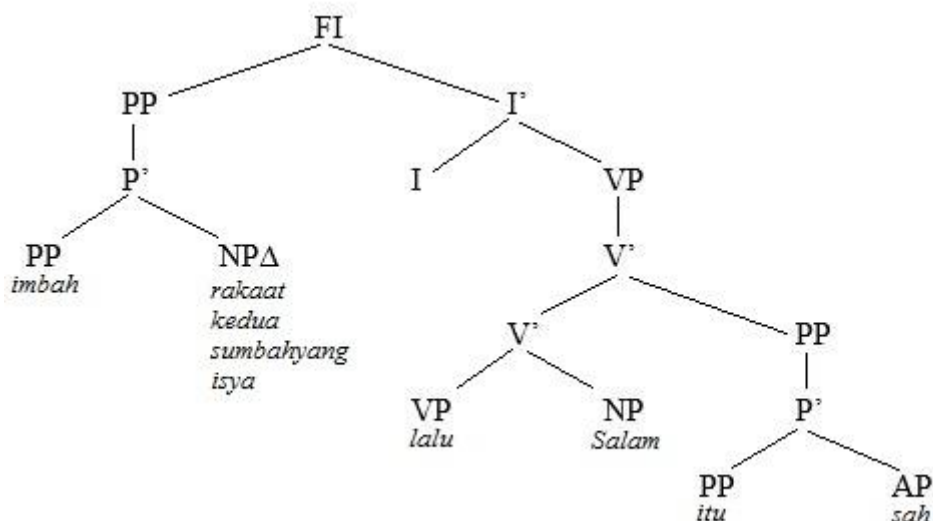 FI
PP I’
P’ I VP
PP NPΔ V’
imbah rakaat
kedua
sumbahyang
isya
V’ PP
VP NP P’
lalu Salam
PP AP
itu sah